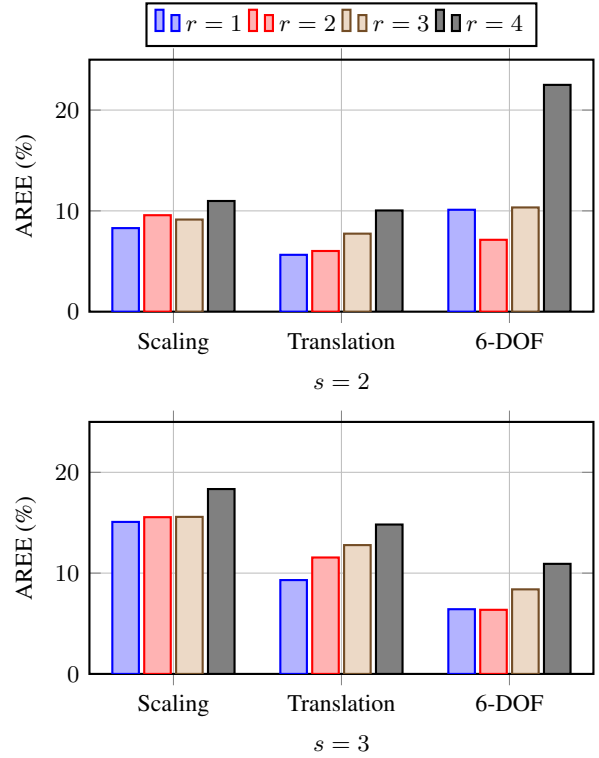 r = 1 r = 2 r = 3 r = 4
20
10
0
AREE (%)
Scaling Translation 6-DOF
s = 2
20
10
0
AREE (%)
Scaling Translation 6-DOF
s = 3